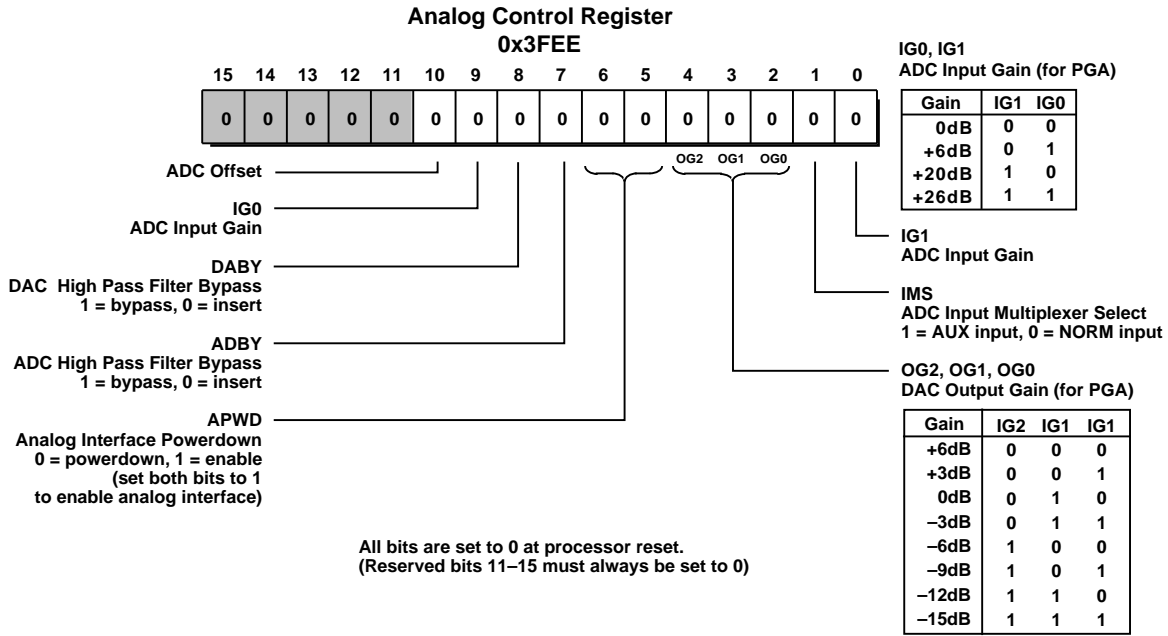 Analog Control Register
0x3FEE
15 14 13 12 11 10 9 8 7 6 5 4 3 2 1 0
0 0 0 0 0 0 0 0 0 0 0 0 0 0 0 0
OG2 OG1 OG0
ADC Offset
IG0
ADC Input Gain
DABY
DAC High Pass Filter Bypass
1 = bypass, 0 = insert
ADBY
ADC High Pass Filter Bypass
1 = bypass, 0 = insert
APWD
Analog Interface Powerdown
0 = powerdown, 1 = enable
(set both bits to 1
to enable analog interface)
IG0, IG1
ADC Input Gain (for PGA)
Gain IG1 IG0
0dB 0 0
+6dB 0 1
+20dB 1 0
+26dB 1 1
IG1
ADC Input Gain
IMS
ADC Input Multiplexer Select
1 = AUX input, 0 = NORM input
OG2, OG1, OG0
DAC Output Gain (for PGA)
Gain IG2 IG1 IG1
+6dB 0 0 0
+3dB 0 0 1
0dB 0 1 0
–3dB 0 1 1
–6dB 1 0 0
–9dB 1 0 1
–12dB 1 1 0
–15dB 1 1 1
All bits are set to 0 at processor reset.
(Reserved bits 11–15 must always be set to 0)